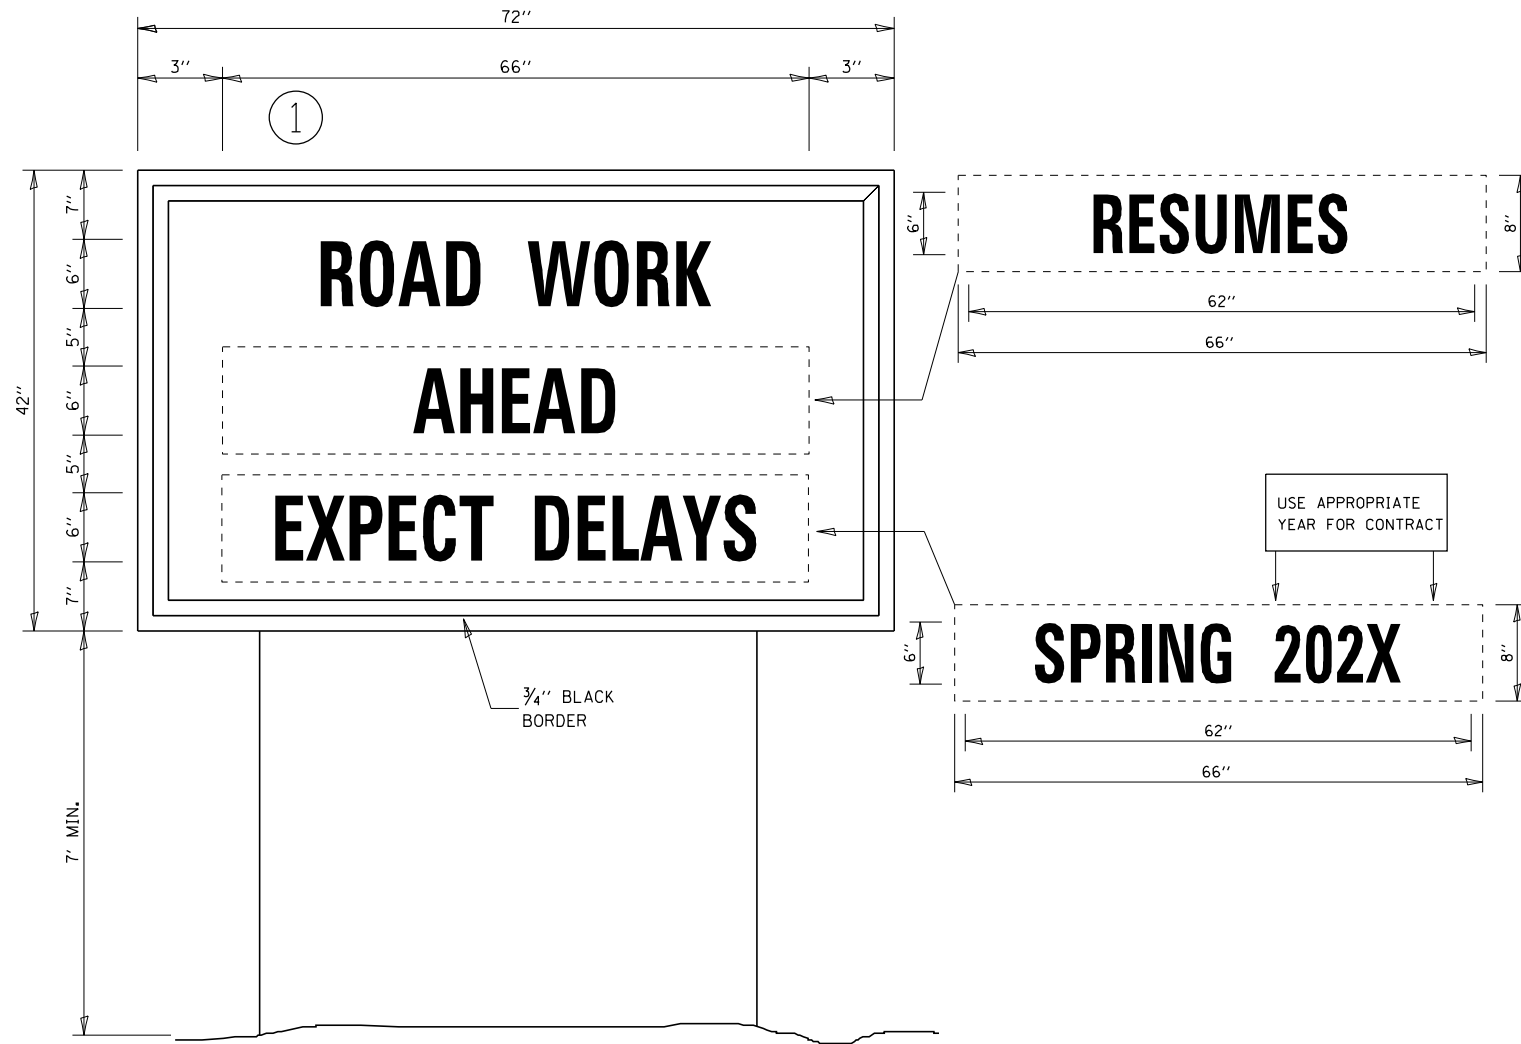 72''
3'' 66'' 3''
1
7''
6''
5''
6''
5''
6''
7''
42''
7' MIN.
ROAD WORK
AHEAD
EXPECT DELAYS
3/4'' BLACK
BORDER
6''
RESUMES
8''
62''
66''
USE APPROPRIATE
YEAR FOR CONTRACT
6''
SPRING 202X
8''
62''
66''